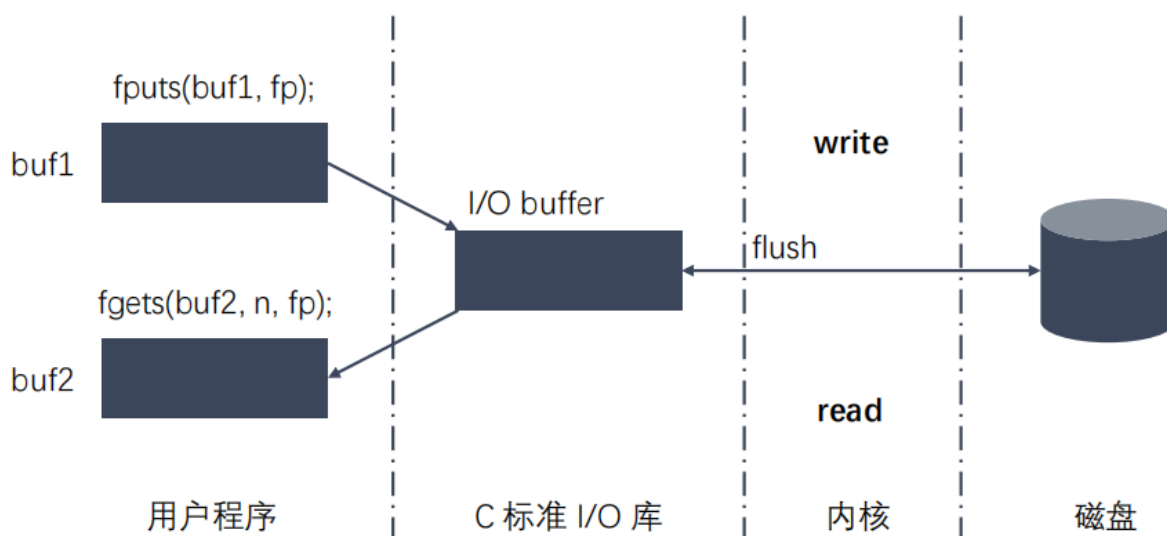 fputs(buf1, fp);
buf1
write
I/O buffer
flush
fgets(buf2, n, fp);
buf2
read
用户程序
C 标准 I/O 库
内核
磁盘